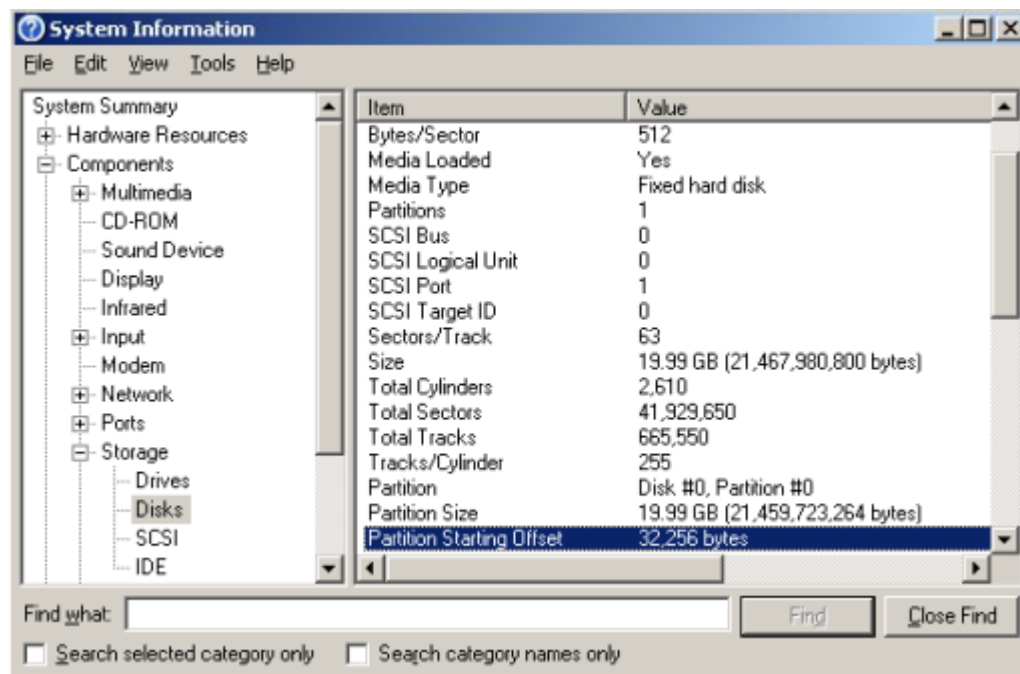 System Information
File Edit View Tools Help
System Summary
Hardware Resources
Components
Multimedia
CD-ROM
Sound Device
Display
Infrared
Input
Modem
Network
Ports
Storage
Drives
Disks
SCSI
IDE
Item Value
Bytes/Sector 512
Media Loaded Yes
Media Type Fixed hard disk
Partitions 1
SCSI Bus 0
SCSI Logical Unit 0
SCSI Port 1
SCSI Target ID 0
Sectors/Track 63
Size 19.99 GB (21,467,980,800 bytes)
Total Cylinders 2,610
Total Sectors 41,929,650
Total Tracks 665,550
Tracks/Cylinder 255
Partition Disk #0, Partition #0
Partition Size 19.99 GB (21,459,723,264 bytes)
Partition Starting Offset 32,256 bytes
Find what: Find Close Find
Search selected category only Search category names only